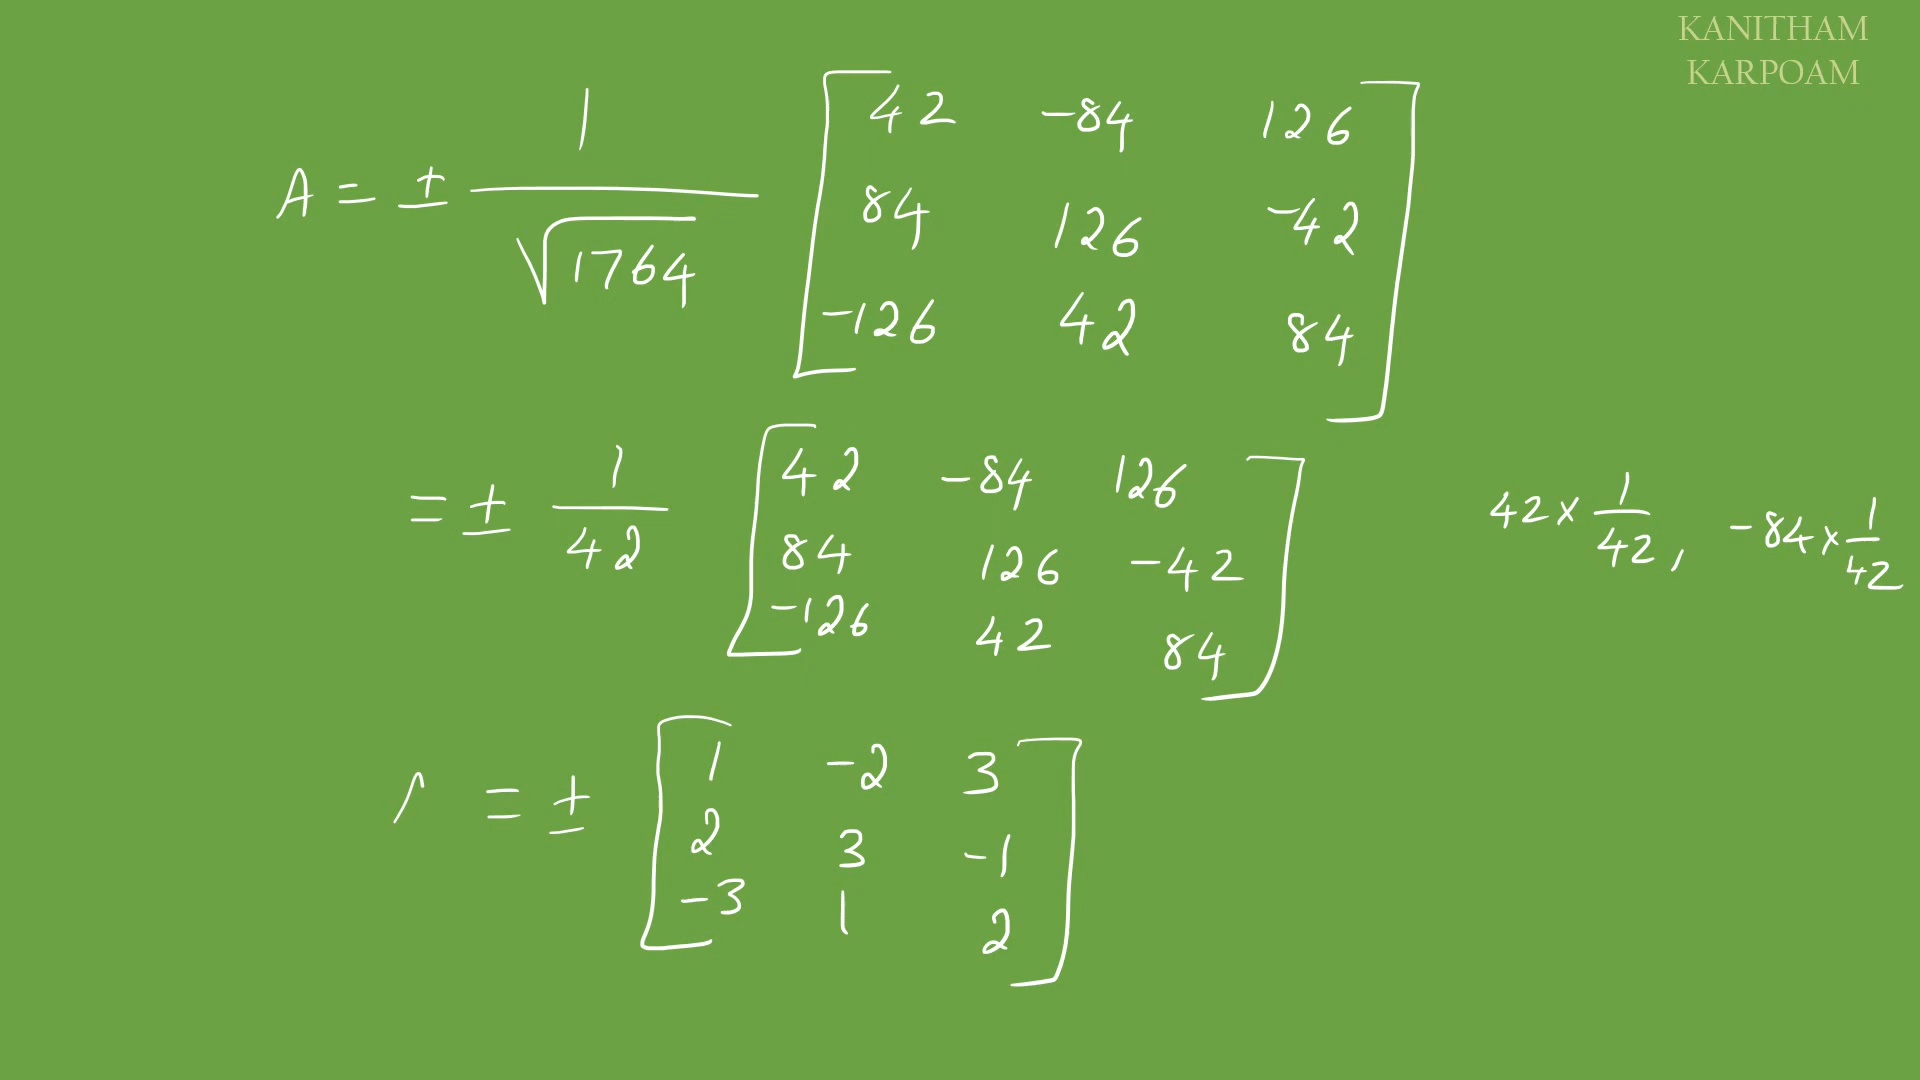 KANITHAM
KARPOAM
A = ± 1/√1764 [42 -84 126
84 126 -42
-126 42 84]
= ± 1/42 [42 -84 126
84 126 -42
-126 42 84]
42 × 1/42, -84 × 1/42
= ± [1 -2 3
2 3 -1
-3 1 2]